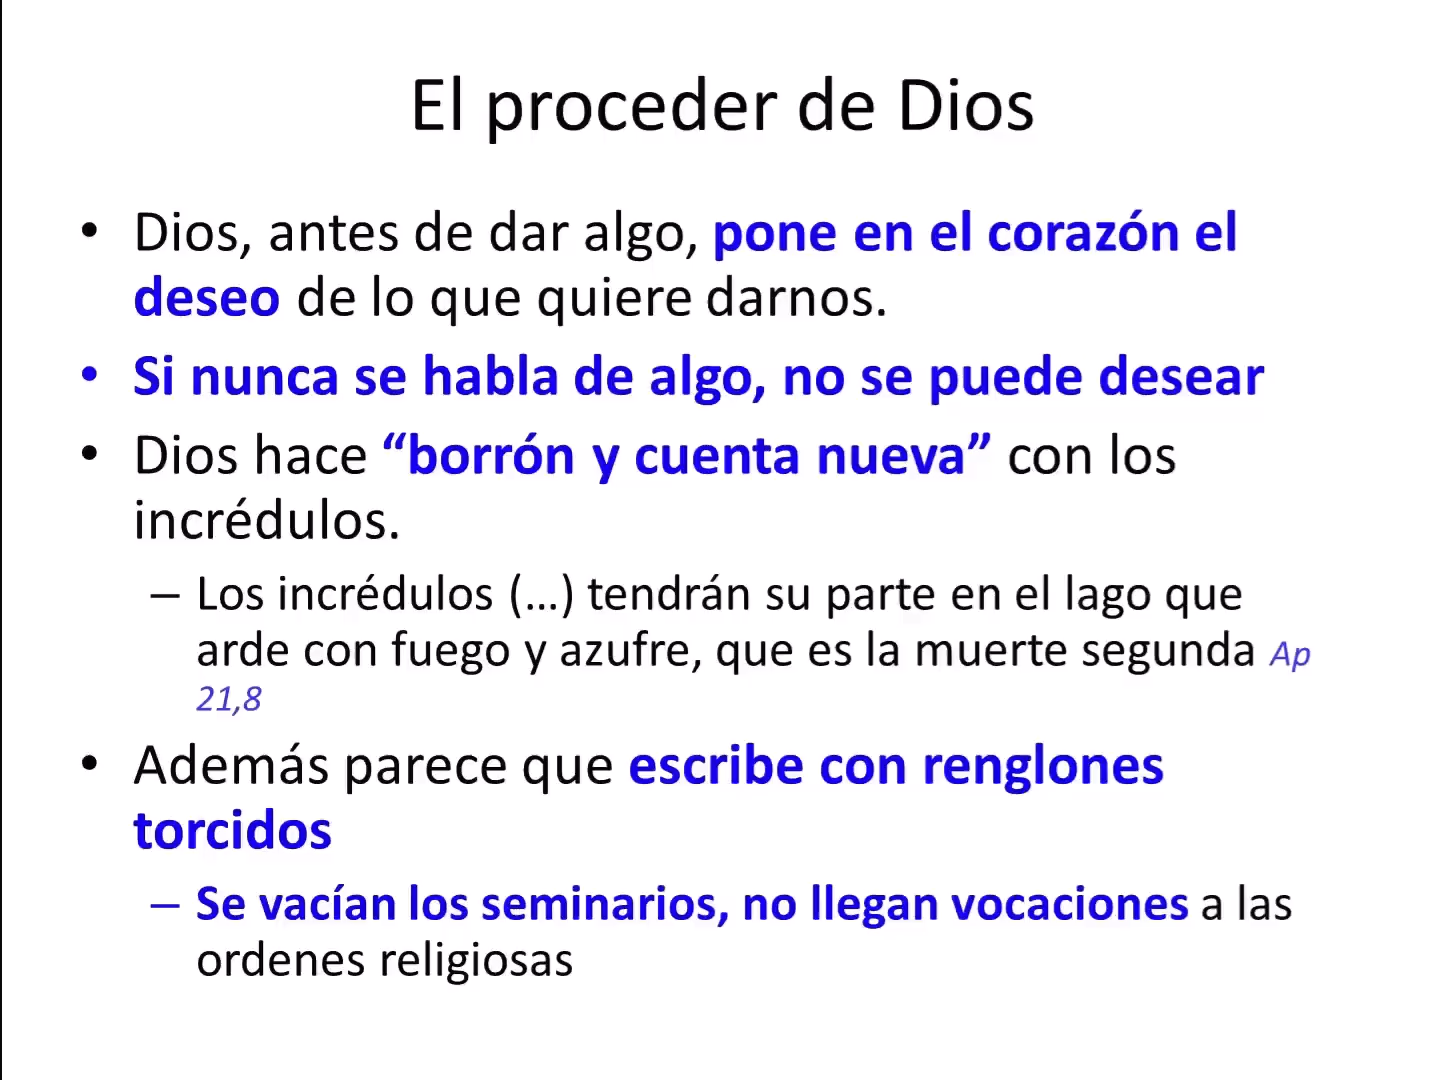 El proceder de Dios
• Dios, antes de dar algo, pone en el corazón el
deseo de lo que quiere darnos.
• Si nunca se habla de algo, no se puede desear
• Dios hace “borrón y cuenta nueva” con los
incrédulos.
– Los incrédulos (…) tendrán su parte en el lago que
arde con fuego y azufre, que es la muerte segunda Ap
21,8
• Además parece que escribe con renglones
torcidos
– Se vacían los seminarios, no llegan vocaciones a las
ordenes religiosas